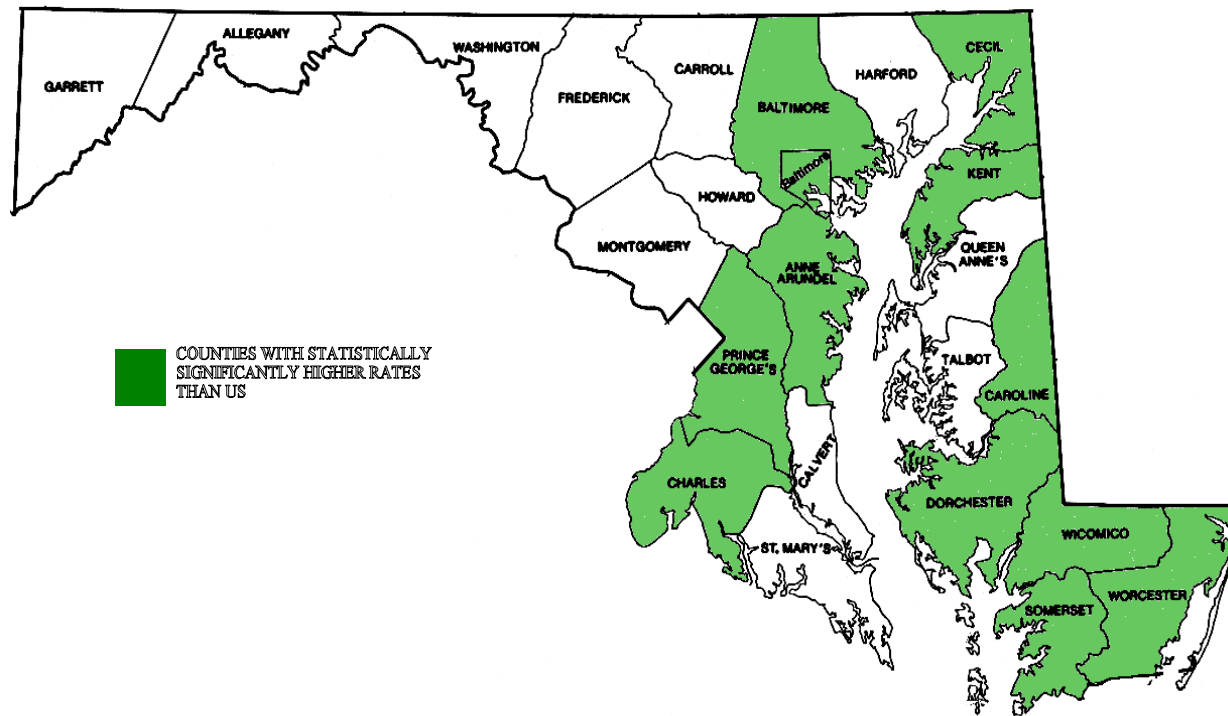 ALLEGANY
WASHINGTON
CECIL
GARRETT
CARROLL
HARFORD
FREDERICK
BALTIMORE
Baltimore
KENT
HOWARD
MONTGOMERY
QUEEN
ANNE'S
ANNE
ARUNDEL
COUNTIES WITH STATISTICALLY
SIGNIFICANTLY HIGHER RATES
THAN US
PRINCE
GEORGE'S
TALBOT
CAROLINE
CALVERT
CHARLES
DORCHESTER
WICOMICO
ST. MARY'S
SOMERSET
WORCESTER